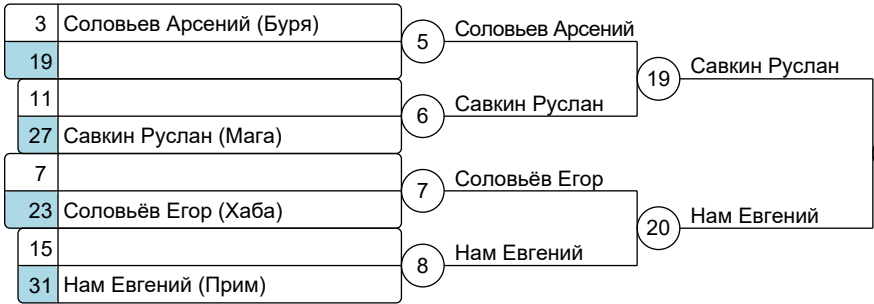 3 Соловьев Арсений (Буря)
19
11
27 Савкин Руслан (Мага)
7
23 Соловьёв Егор (Хаба)
15
31 Нам Евгений (Прим)
5 Соловьев Арсений
6 Савкин Руслан
7 Соловьёв Егор
8 Нам Евгений
19 Савкин Руслан
20 Нам Евгений